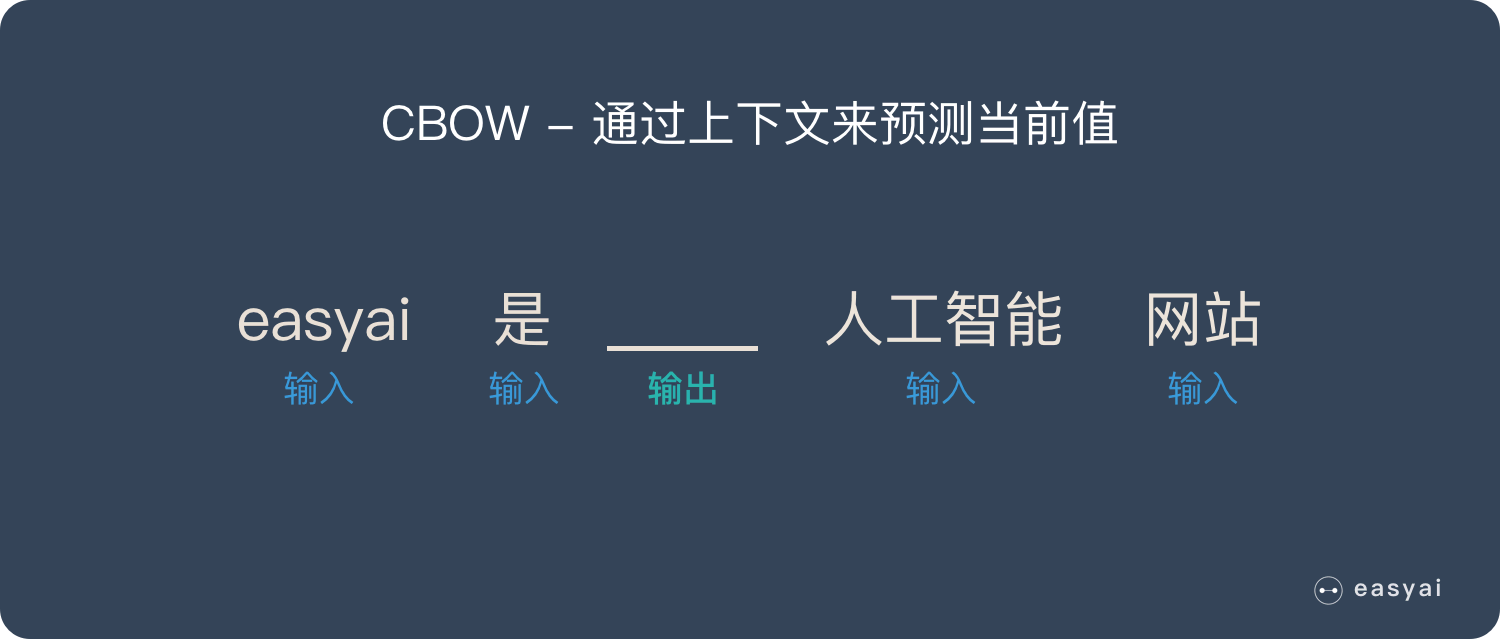 CBOW – 通过上下文来预测当前值
easyai 是 _____ 人工智能 网站
输入 输入 输出 输入 输入
easyai